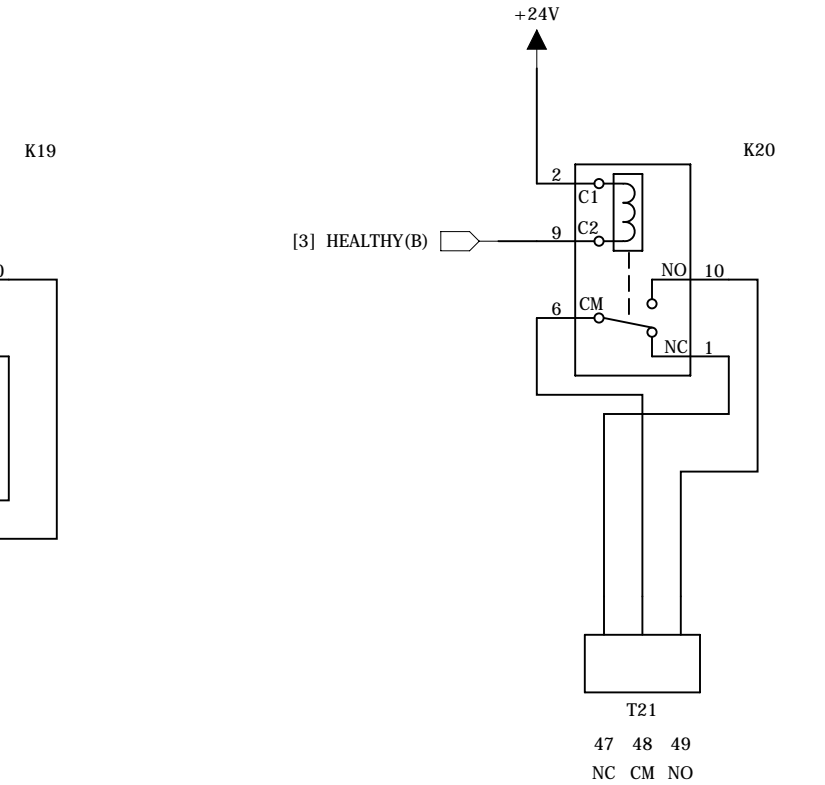 +24V
K19
K20
2
C1
[3] HEALTHY(B)
9
C2
NO
10
6
CM
NC
1
T21
47 48 49
NC CM NO